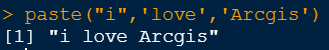 > paste("i",'love','Arcgis')
[1] "i love Arcgis"